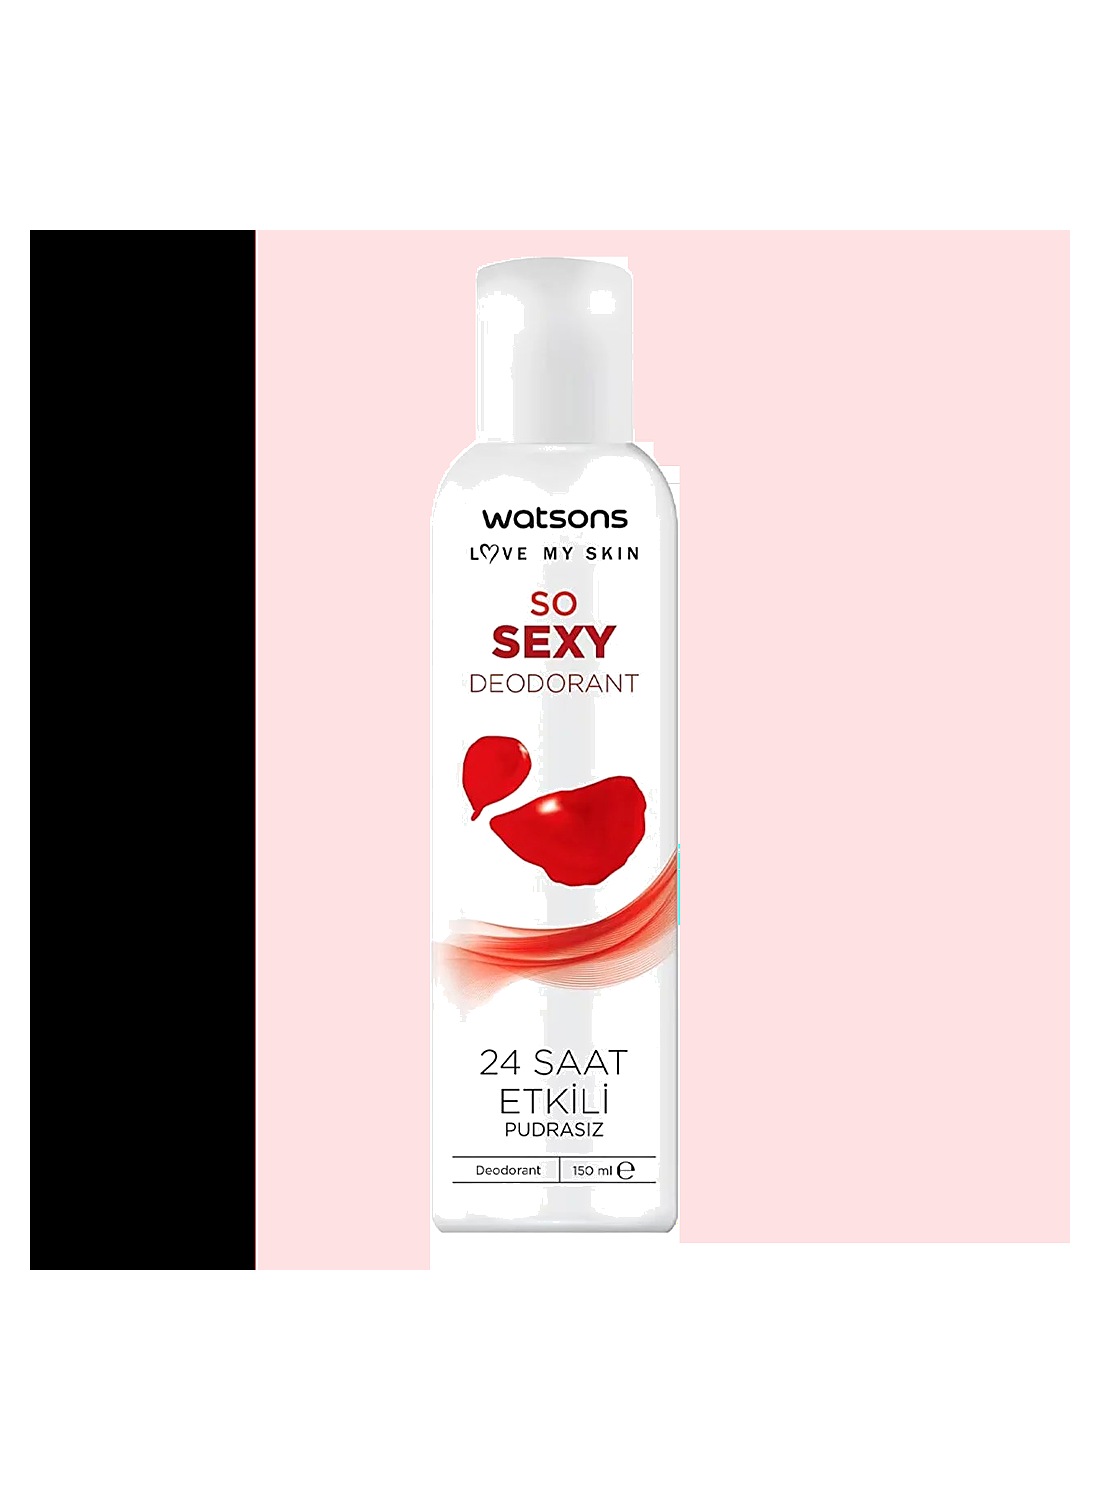 watsons
LOVE MY SKIN
SO
SEXY
DEODORANT
24 SAAT
ETKİLİ
PUDRASIZ
Deodorant 150 ml ℮